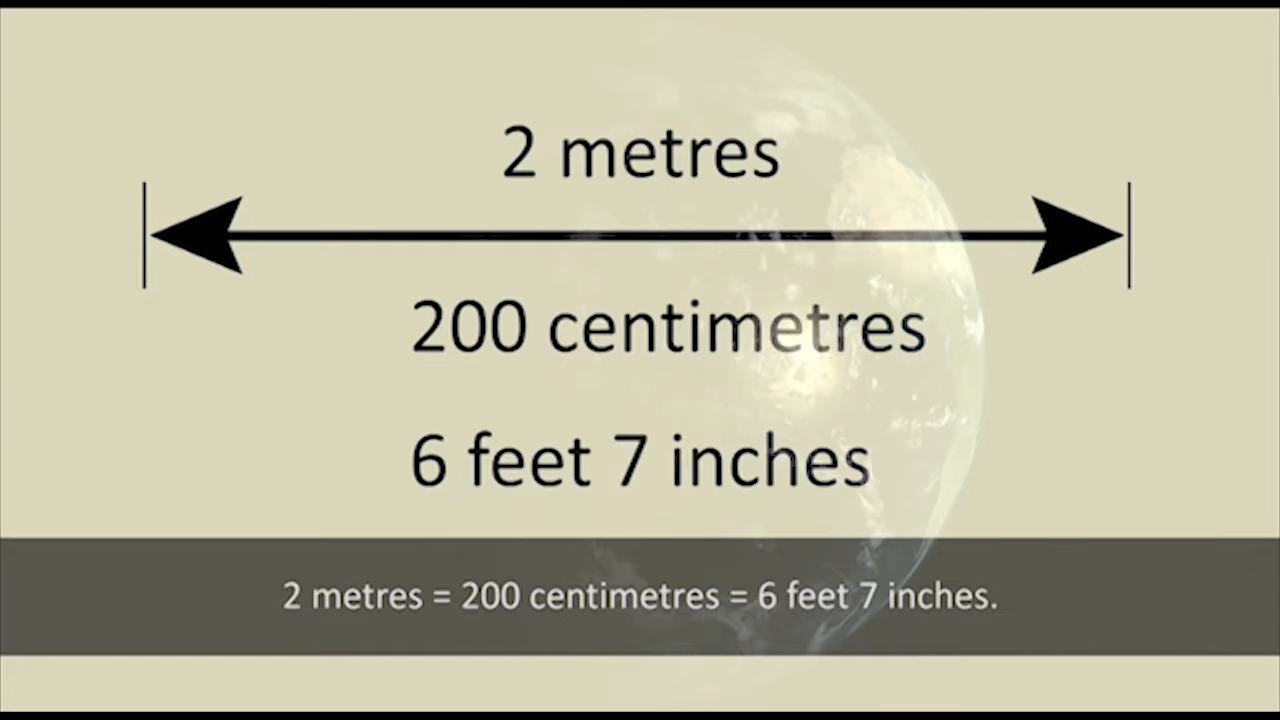 2 metres
200 centimetres
6 feet 7 inches
2 metres = 200 centimetres = 6 feet 7 inches.